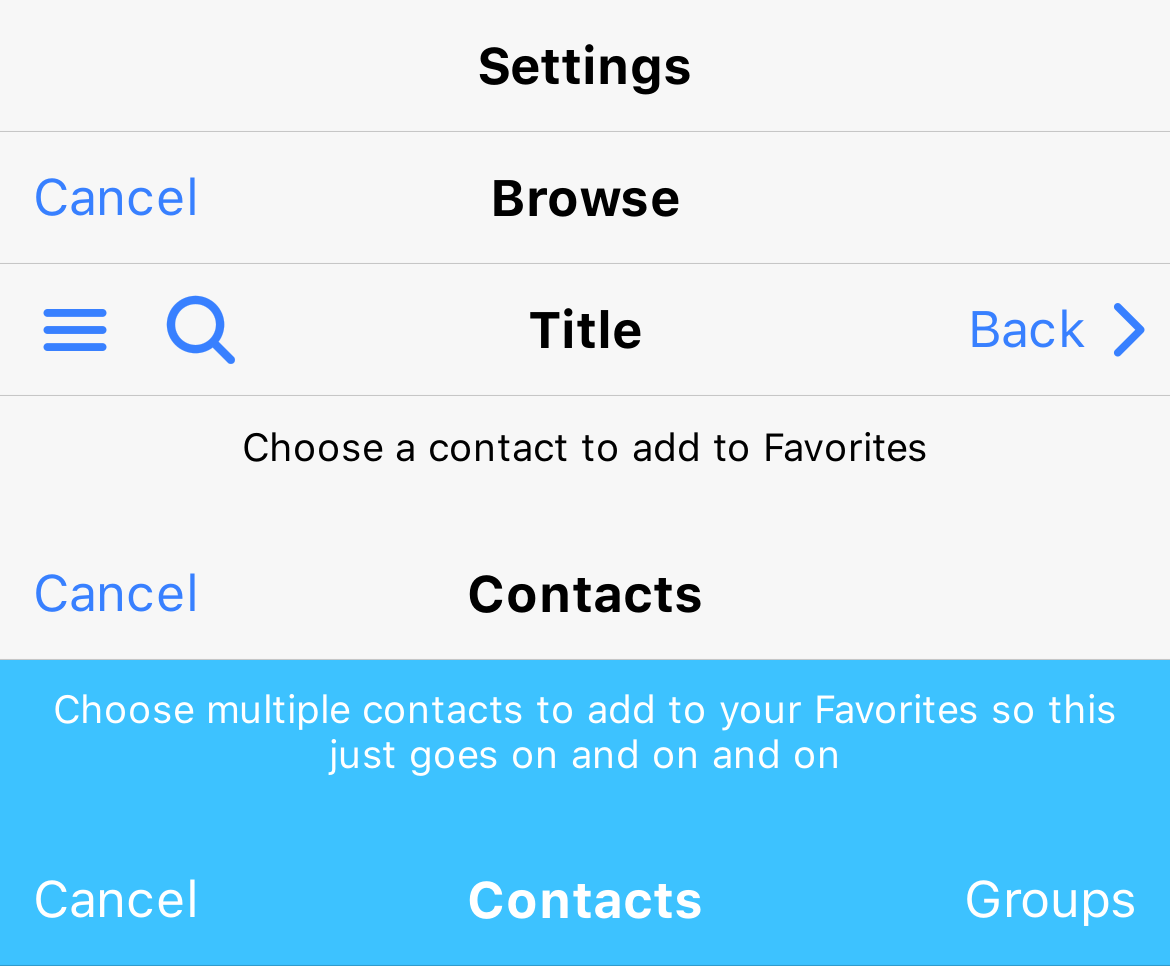 Settings
Cancel Browse
Title Back
Choose a contact to add to Favorites
Cancel Contacts
Choose multiple contacts to add to your Favorites so this
just goes on and on and on
Cancel Contacts Groups